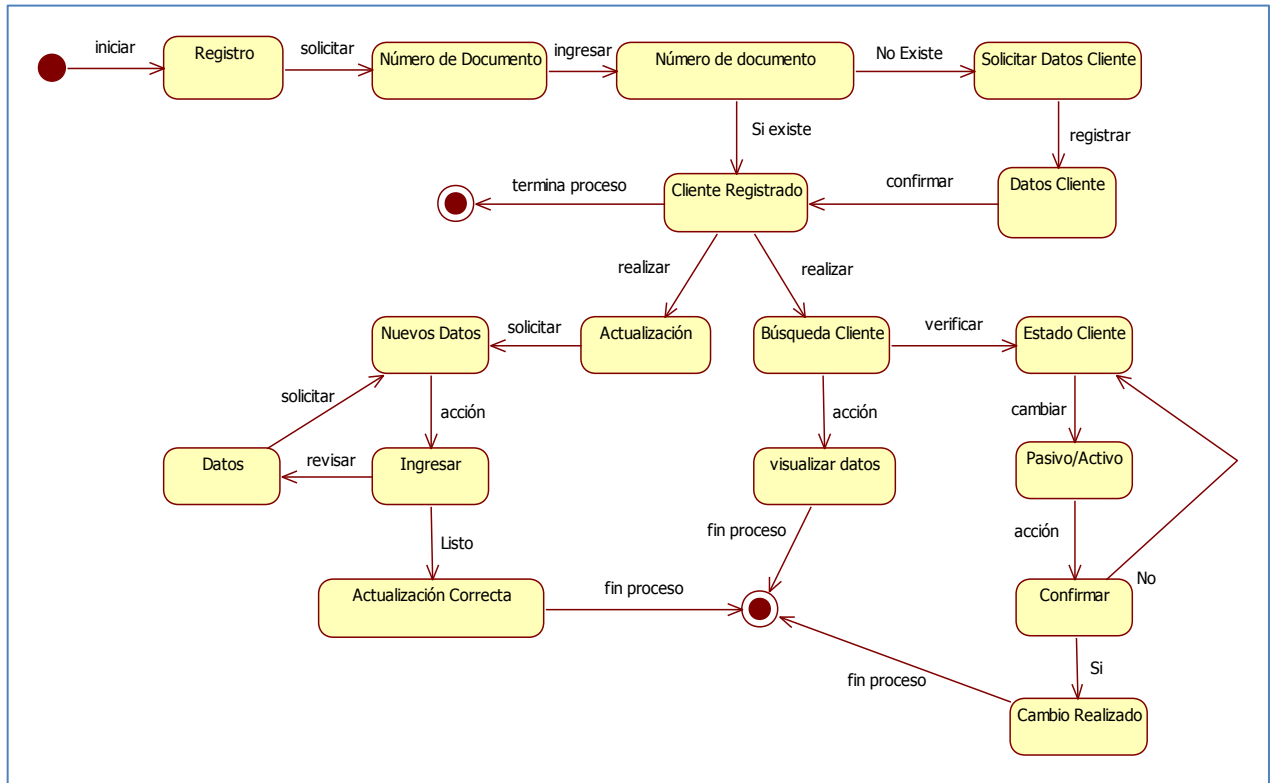 iniciar
Registro
solicitar
Número de Documento
ingresar
Número de documento
No Existe
Solicitar Datos Cliente
Si existe
registrar
termina proceso
Cliente Registrado
confirmar
Datos Cliente
realizar
realizar
Nuevos Datos
solicitar
Actualización
Búsqueda Cliente
verificar
Estado Cliente
solicitar
acción
acción
cambiar
Datos
revisar
Ingresar
visualizar datos
Pasivo/Activo
Listo
fin proceso
acción
Actualización Correcta
fin proceso
Confirmar
No
Si
fin proceso
Cambio Realizado